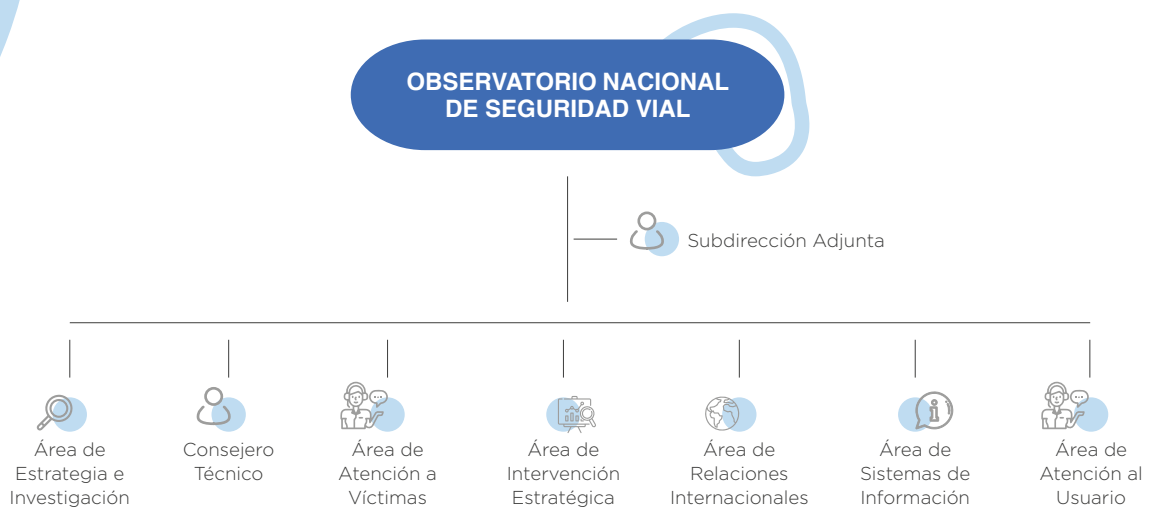 OBSERVATORIO NACIONAL
DE SEGURIDAD VIAL
Subdirección Adjunta
Área de
Estrategia e
Investigación
Consejero
Técnico
Área de
Atención a
Víctimas
Área de
Intervención
Estratégica
Área de
Relaciones
Internacionales
Área de
Sistemas de
Información
Área de
Atención al
Usuario